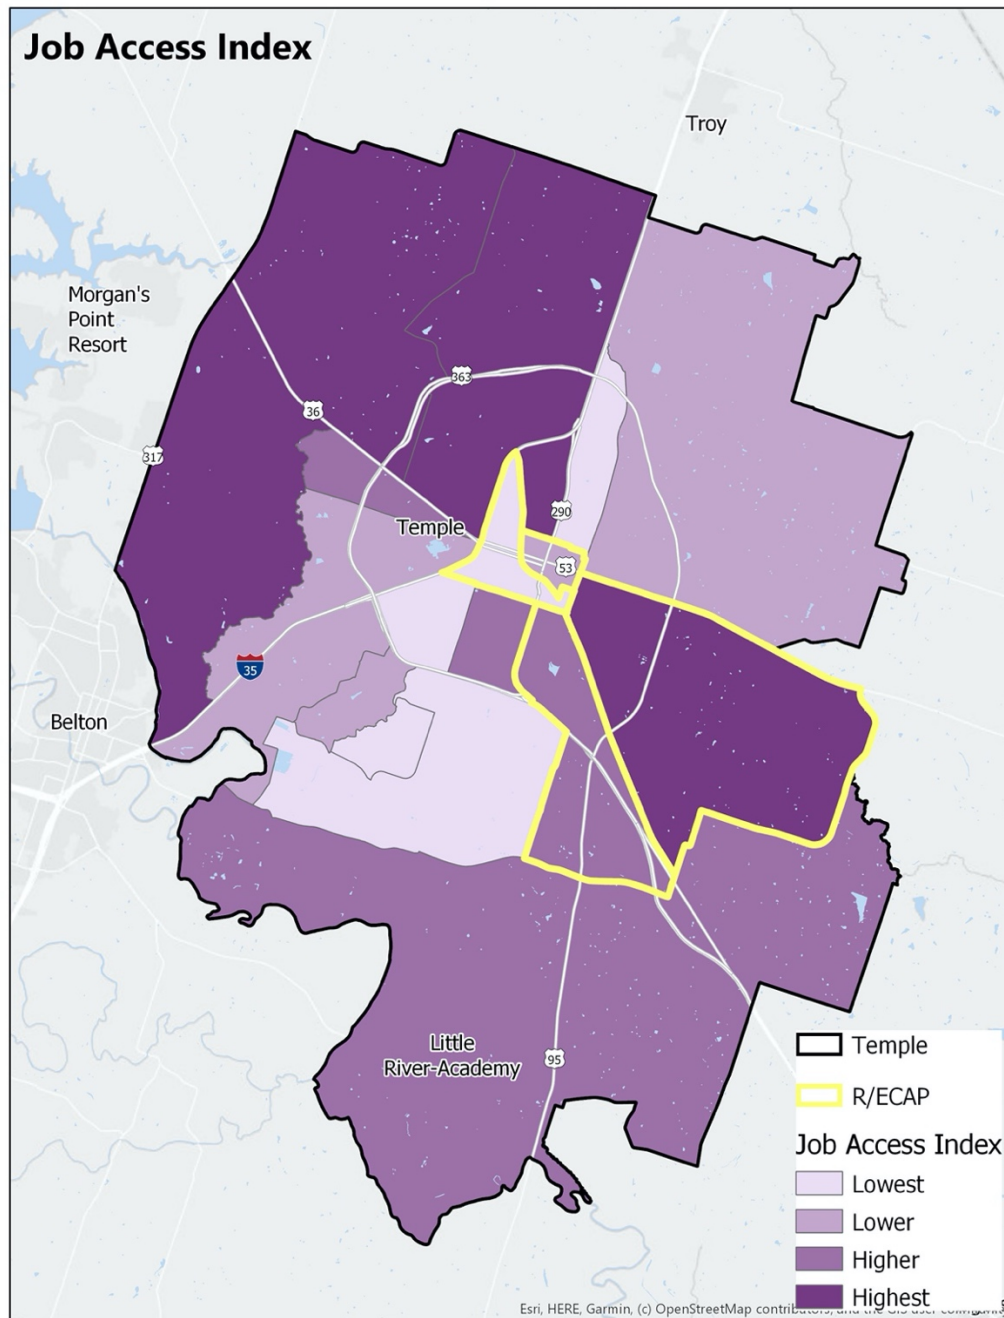 Job Access Index
Troy
Morgan's
Point
Resort
363
36
317
Temple
290
53
35
Belton
Little
River-Academy
95
Temple
R/ECAP
Job Access Index
Lowest
Lower
Higher
Highest
Esri, HERE, Garmin, (c) OpenStreetMap contributors, and the GIS user